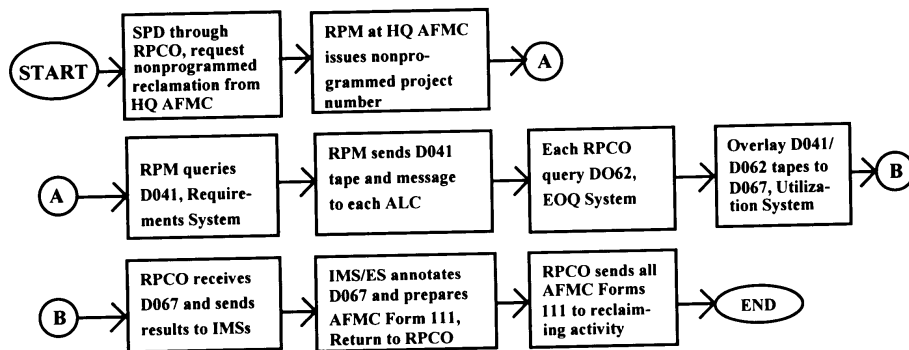 START
SPD through
RPCO, request
nonprogrammed
reclamation from
HQ AFMC
RPM at HQ AFMC
issues nonpro-
grammed project
number
A
A
RPM queries
D041, Require-
ments System
RPM sends D041
tape and message
to each ALC
Each RPCO
query DO62,
EOQ System
Overlay D041/
D062 tapes to
D067, Utilization
System
B
B
RPCO receives
D067 and sends
results to IMSs
IMS/ES annotates
D067 and prepares
AFMC Form 111,
Return to RPCO
RPCO sends all
AFMC Forms
111 to reclaim-
ing activity
END